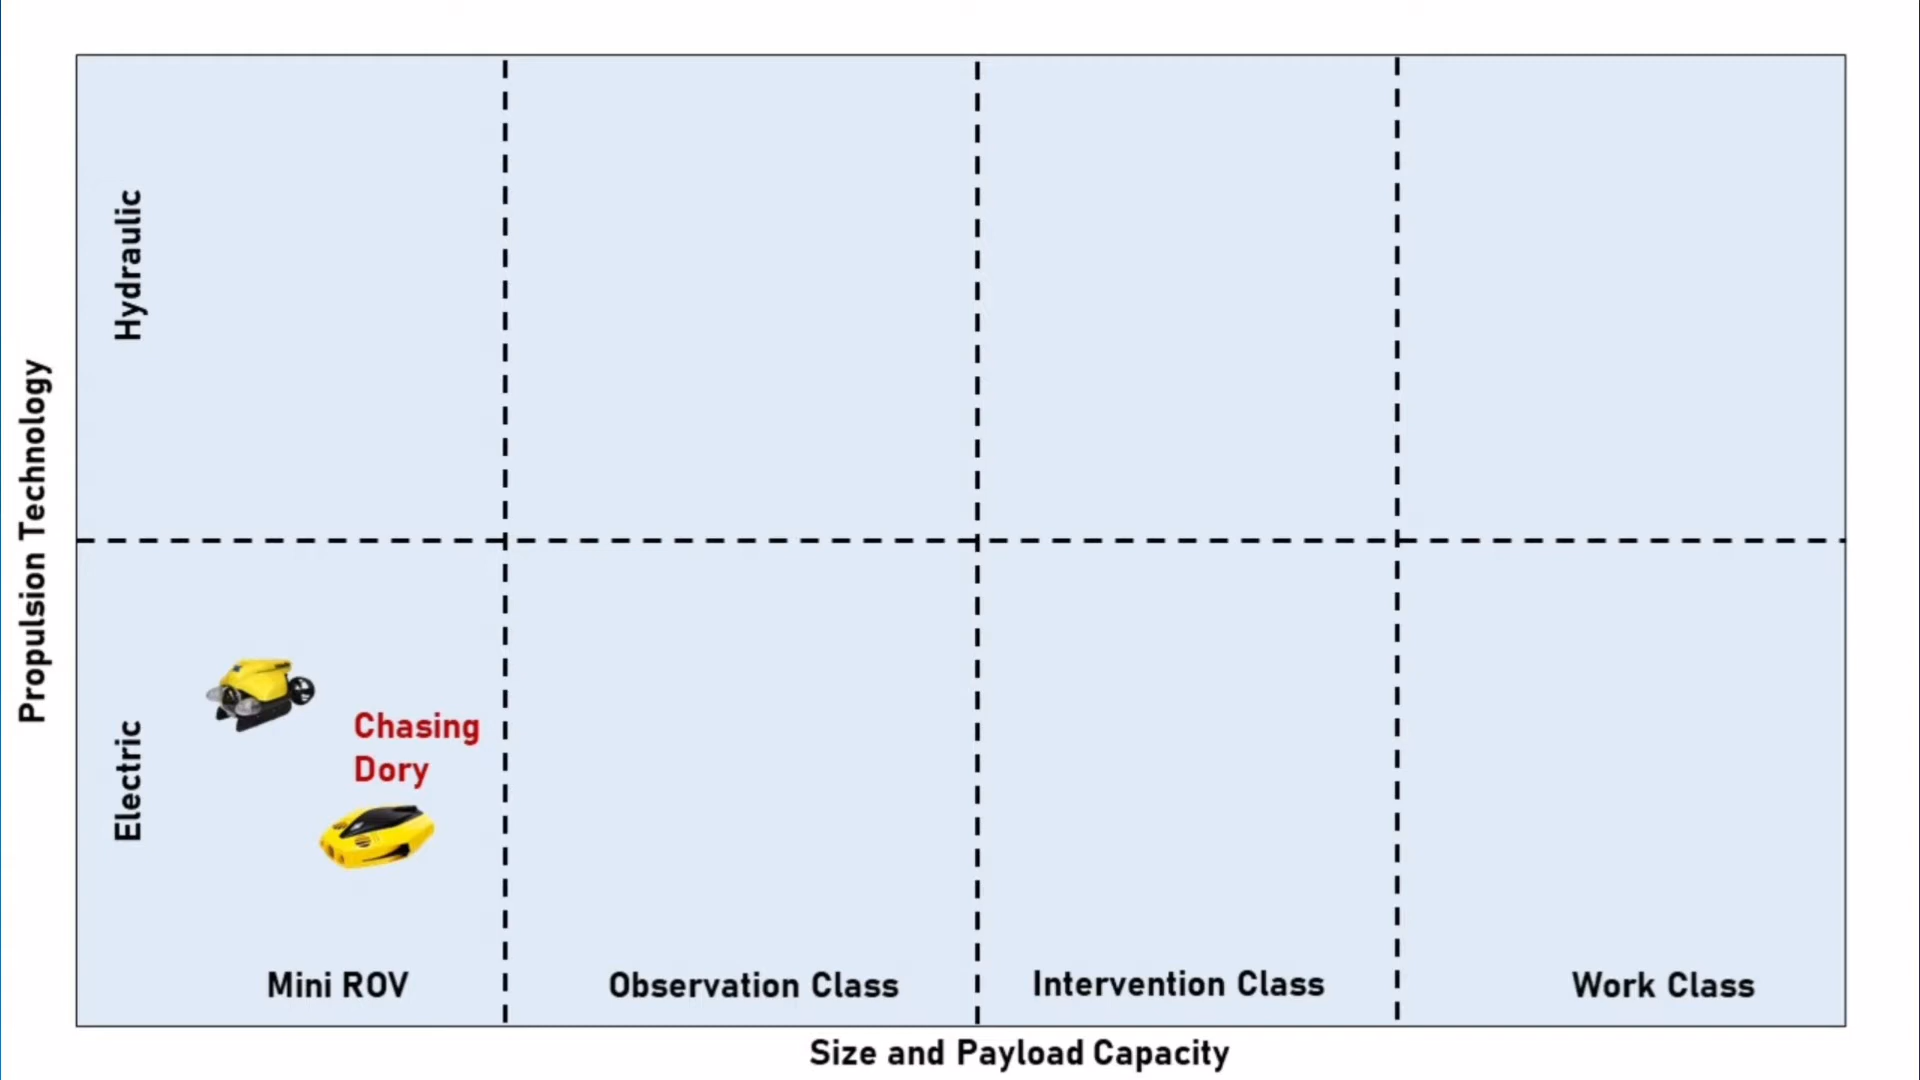 Propulsion Technology
Hydraulic
Electric
Chasing
Dory
Mini ROV
Observation Class
Intervention Class
Work Class
Size and Payload Capacity